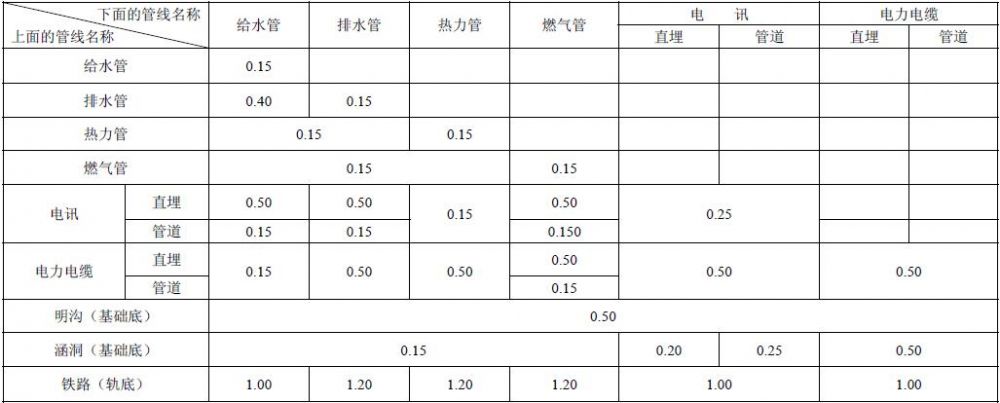 下面的管线名称 给水管 排水管 热力管 燃气管 电 讯 电力电缆
上面的管线名称 直埋 管道 直埋 管道
给水管 0.15
排水管 0.40 0.15
热力管 0.15 0.15
燃气管 0.15 0.15
电讯 直埋 0.50 0.50 0.15 0.50 0.25
管道 0.15 0.15 0.150
电力电缆 直埋 0.15 0.50 0.50 0.50 0.50 0.50
管道 0.15
明沟（基础底） 0.50
涵洞（基础底） 0.15 0.20 0.25 0.50
铁路（轨底） 1.00 1.20 1.20 1.20 1.00 1.00